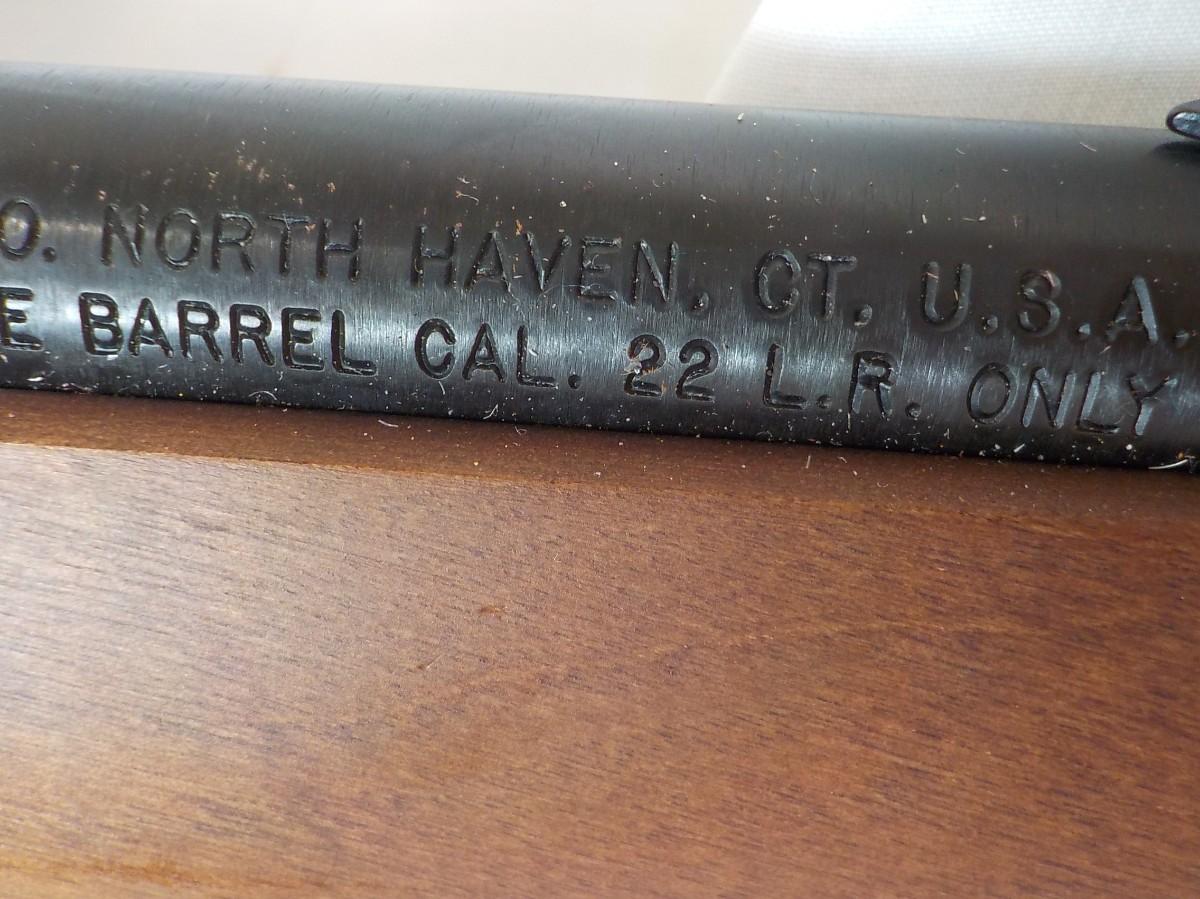 O. NORTH HAVEN, CT. U.S.A.
E BARREL CAL. 22 L.R. ONLY